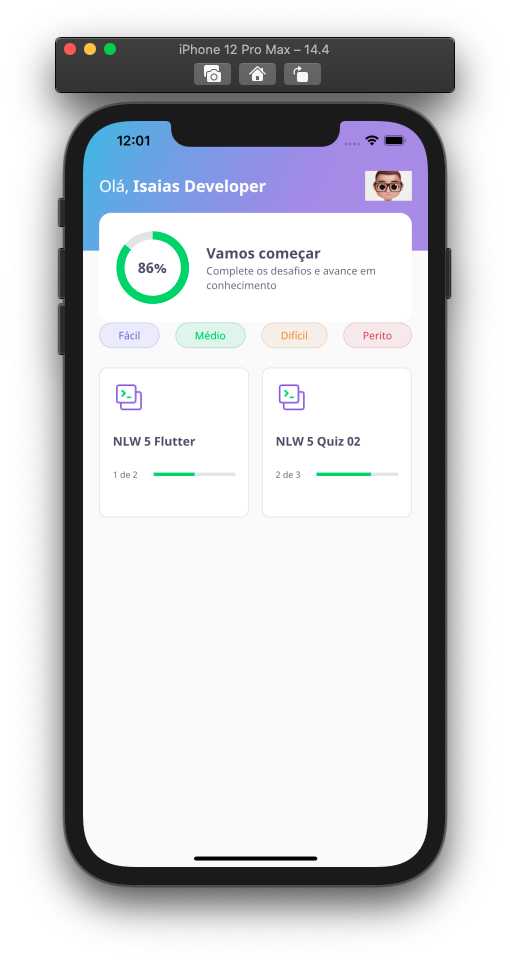 iPhone 12 Pro Max – 14.4
12:01
Olá, Isaias Developer
86%
Vamos começar
Complete os desafios e avance em
conhecimento
Fácil
Médio
Difícil
Perito
NLW 5 Flutter
NLW 5 Quiz 02
1 de 2
2 de 3